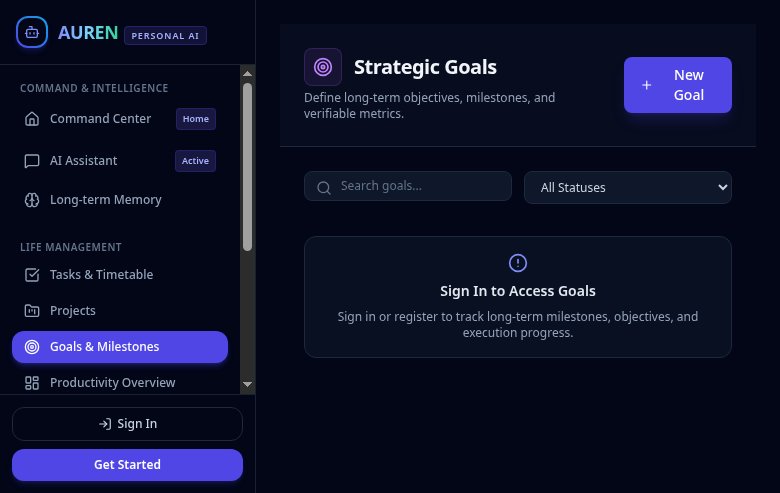 AUREN PERSONAL AI
COMMAND & INTELLIGENCE
Command Center Home
AI Assistant Active
Long-term Memory
LIFE MANAGEMENT
Tasks & Timetable
Projects
Goals & Milestones
Productivity Overview
Sign In
Get Started
Strategic Goals
Define long-term objectives, milestones, and
verifiable metrics.
New
Goal
Search goals...
All Statuses
Sign In to Access Goals
Sign in or register to track long-term milestones, objectives, and
execution progress.